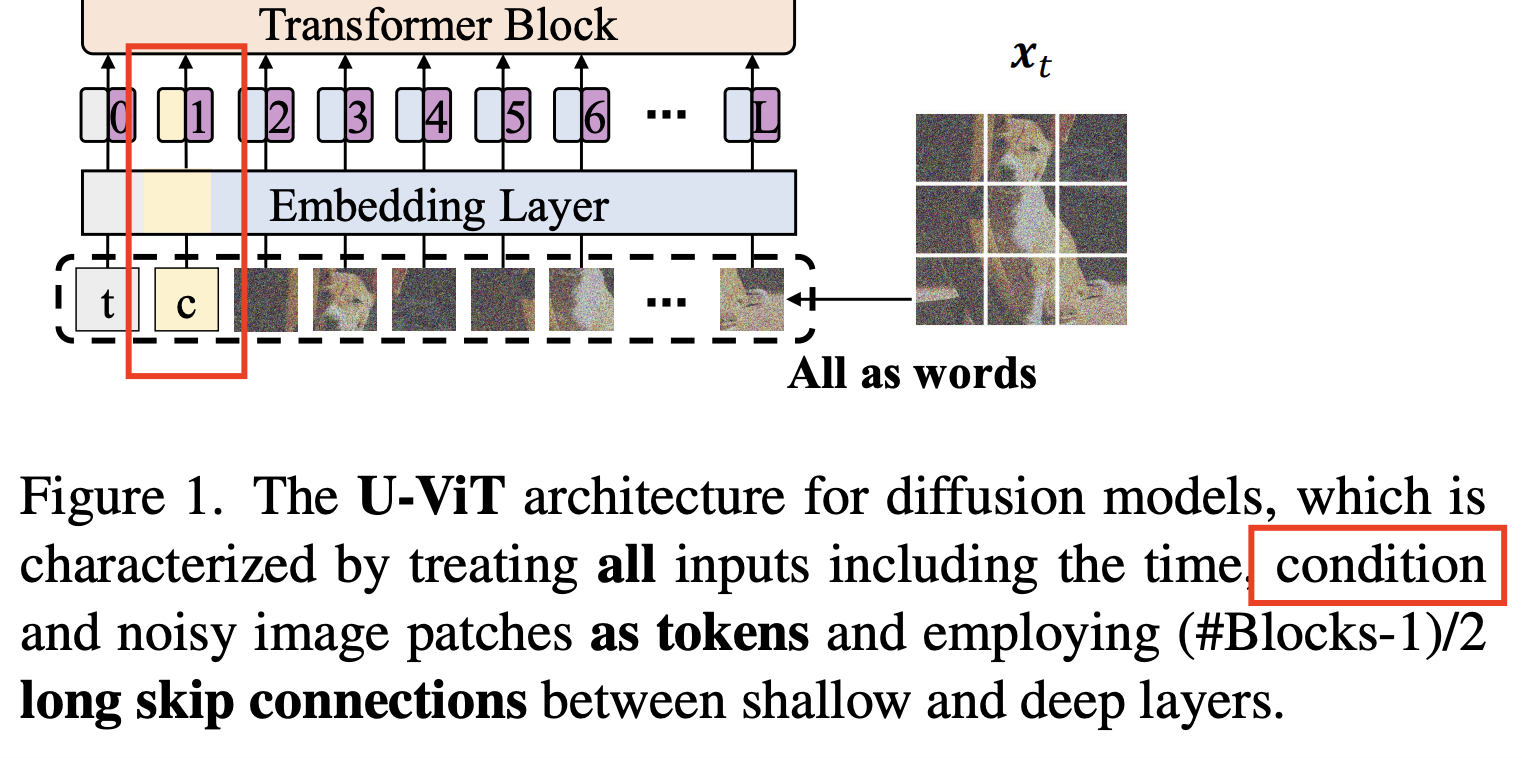 Transformer Block
x_t
0 1 2 3 4 5 6 ... L
Embedding Layer
t c ...
All as words
Figure 1. The U-ViT architecture for diffusion models, which is
characterized by treating all inputs including the time, condition
and noisy image patches as tokens and employing (#Blocks-1)/2
long skip connections between shallow and deep layers.